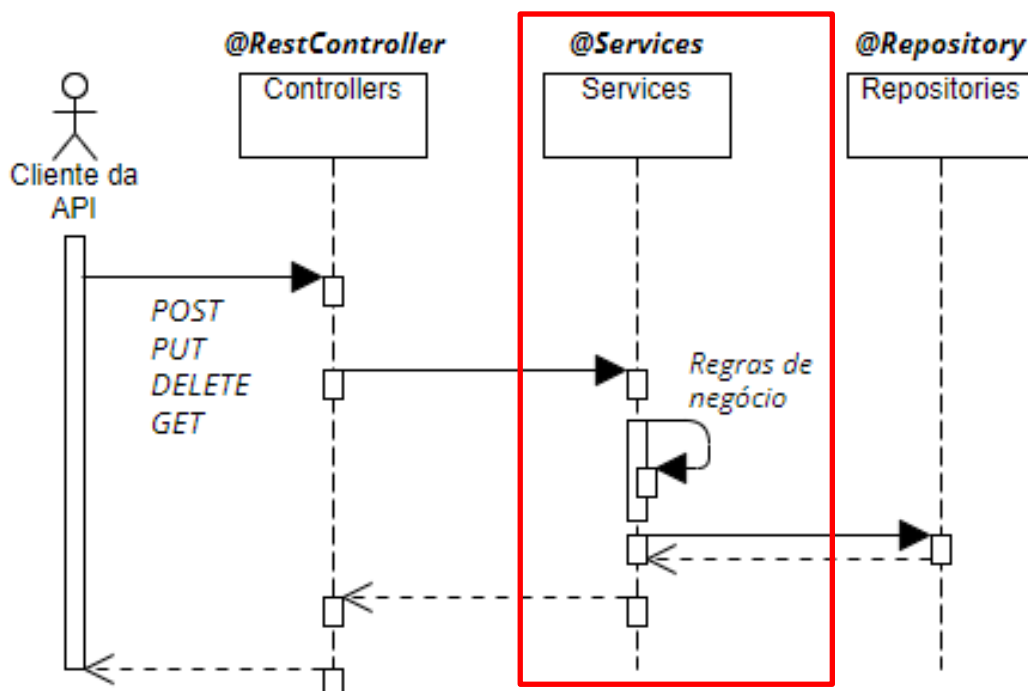 @RestController
@Services
@Repository
Controllers
Services
Repositories
Cliente da
API
POST
PUT
DELETE
GET
Regras de
negócio